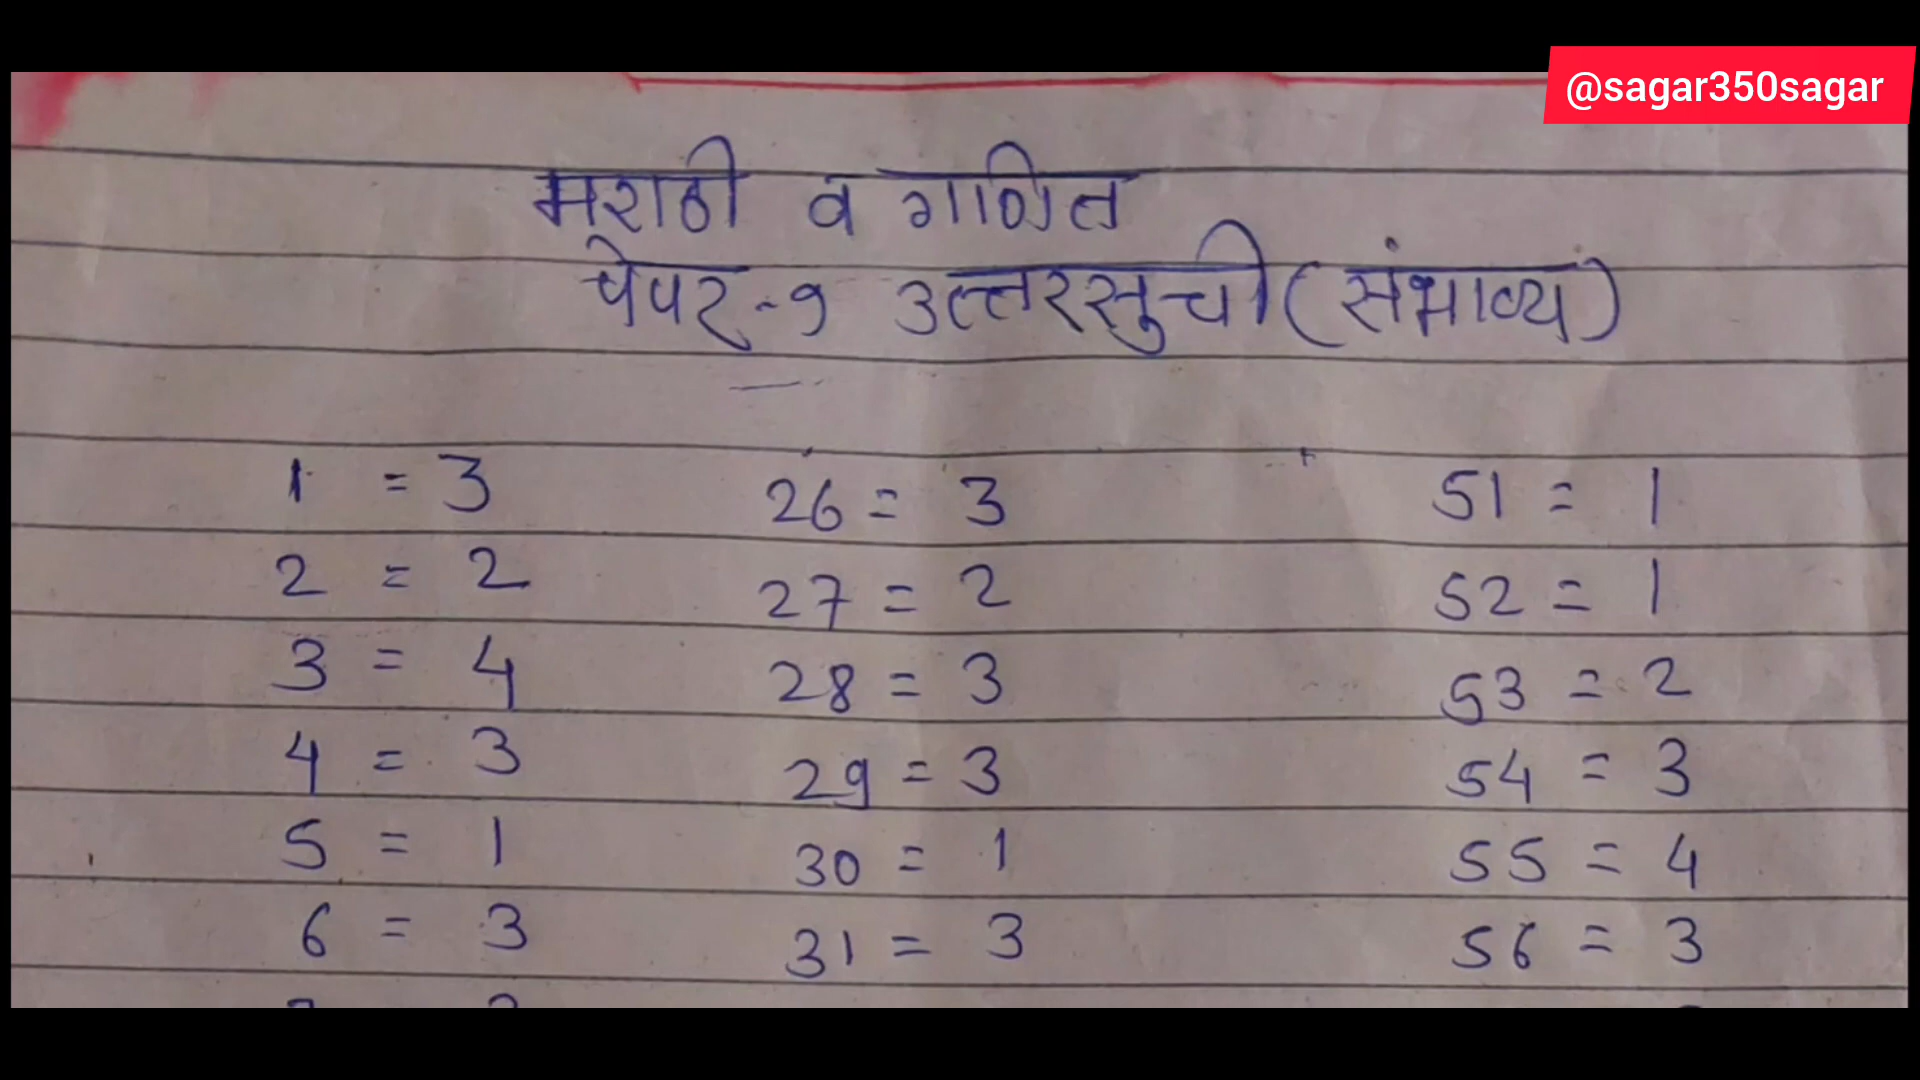 @sagar350sagar
मराठी व गणित
पेपर-१ उत्तरसुची (संभाव्य)
1 = 3 26 = 3 51 = 1
2 = 2 27 = 2 52 = 1
3 = 4 28 = 3 53 = 2
4 = 3 29 = 3 54 = 3
5 = 1 30 = 1 55 = 4
6 = 3 31 = 3 56 = 3